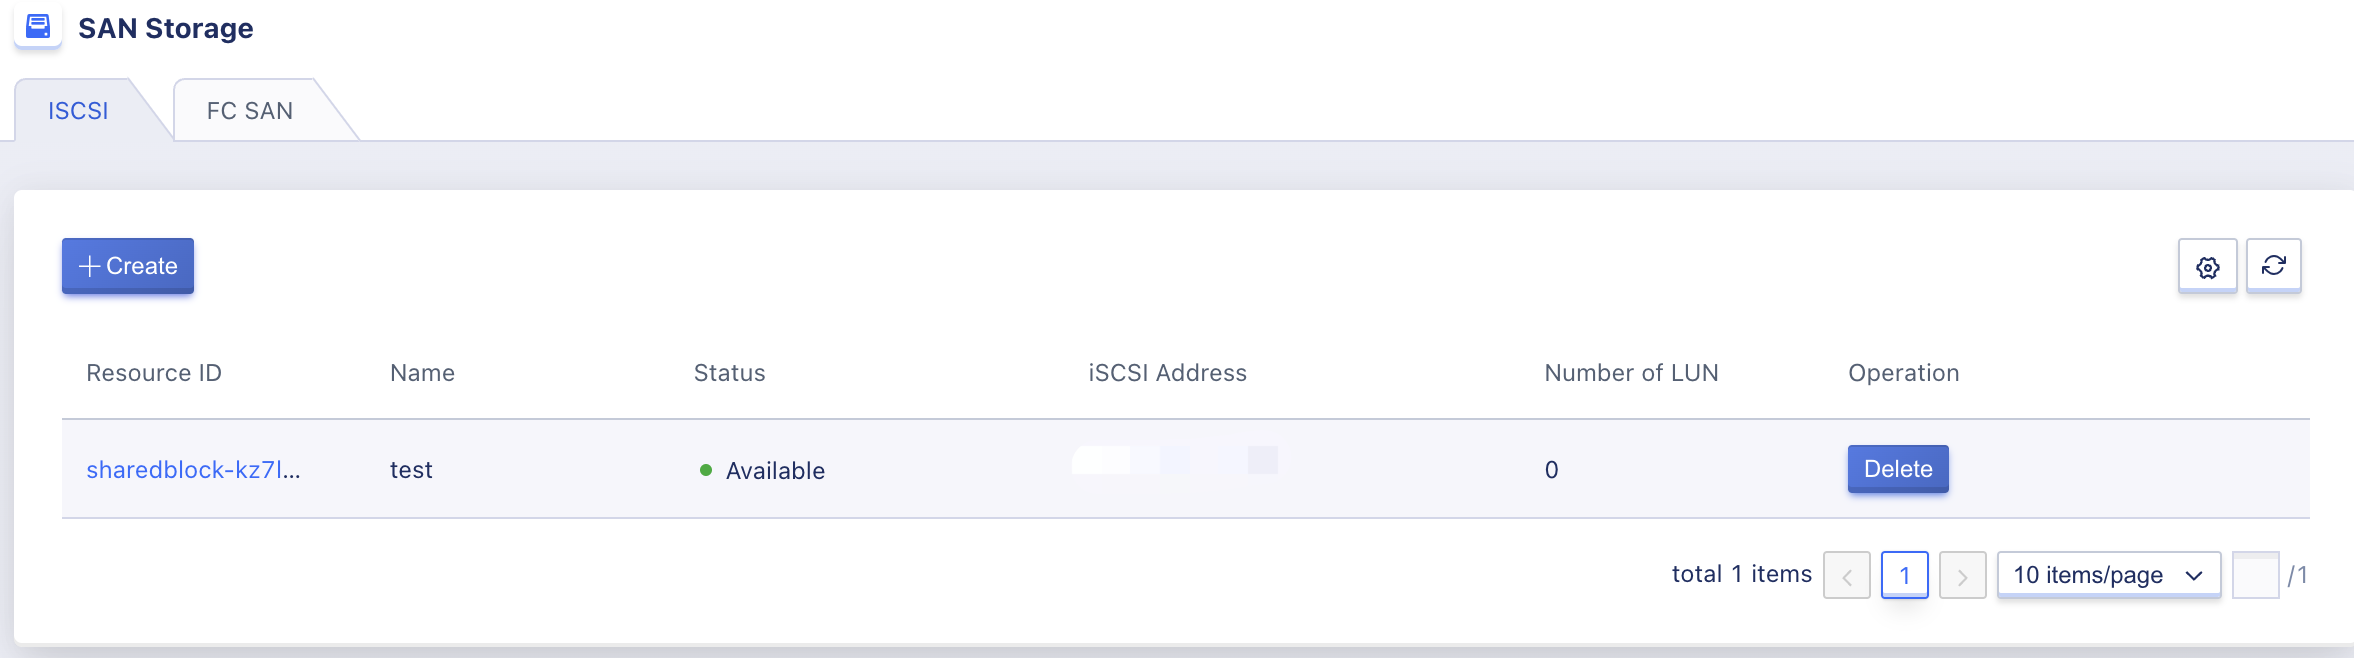 SAN Storage
ISCSI FC SAN
Create
Resource ID Name Status iSCSI Address Number of LUN Operation
sharedblock-kz7l... test Available 0 Delete
total 1 items 1 10 items/page /1